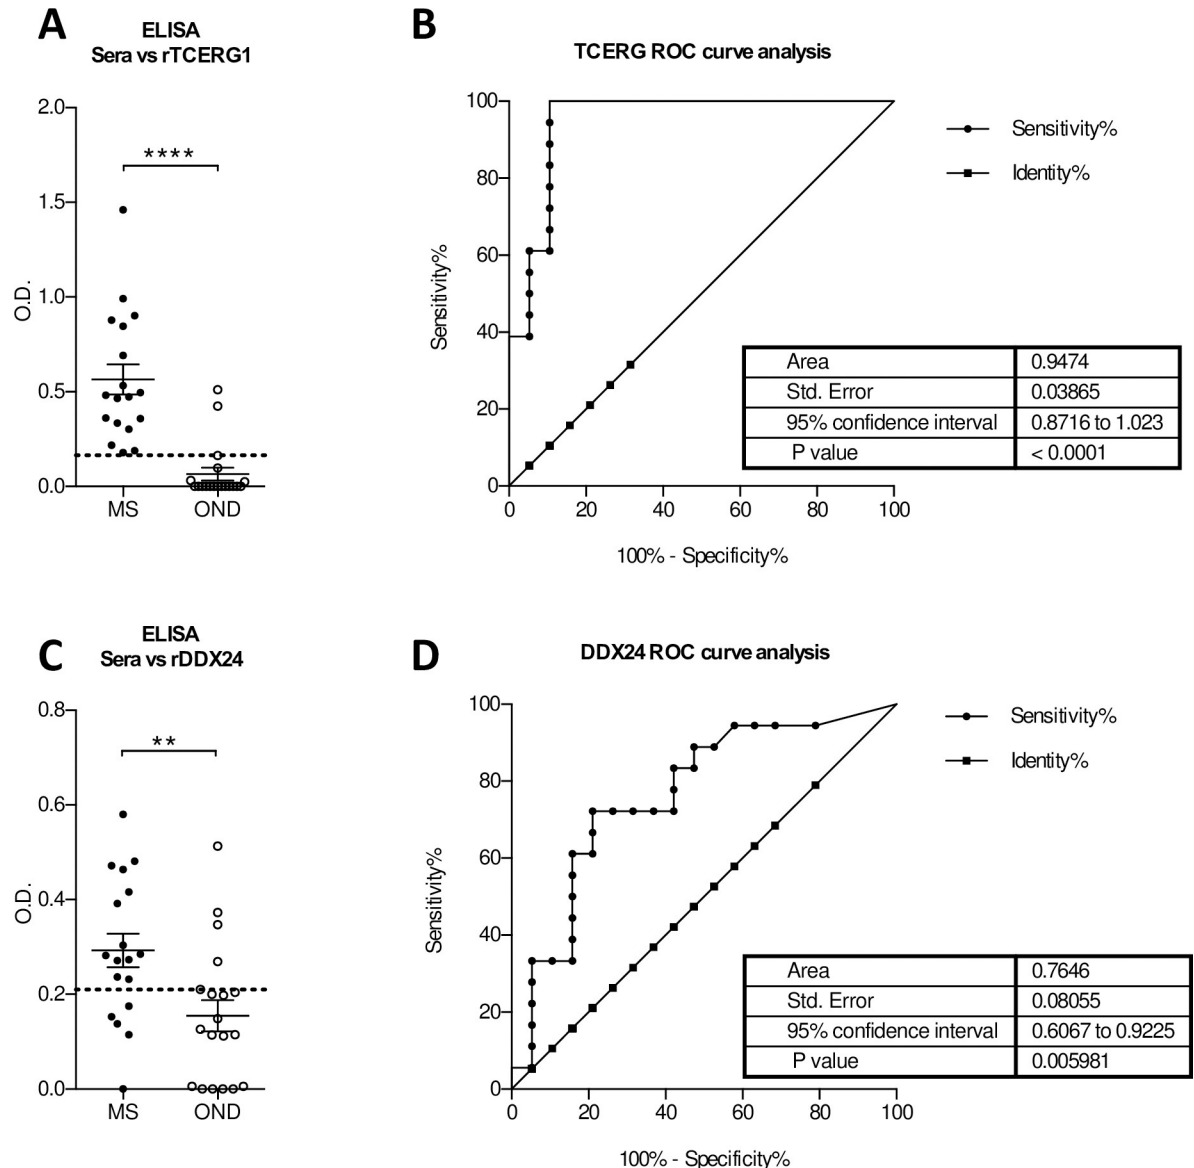 A
ELISA
Sera vs rTCERG1
2.0
1.5
1.0
0.5
0.0
O.D.
****
MS
OND
B
TCERG ROC curve analysis
100
80
60
40
20
0
Sensitivity%
0
20
40
60
80
100
100% - Specificity%
Sensitivity%
Identity%
Area 0.9474
Std. Error 0.03865
95% confidence interval 0.8716 to 1.023
P value < 0.0001
C
ELISA
Sera vs rDDX24
0.8
0.6
0.4
0.2
0.0
O.D.
**
MS
OND
D
DDX24 ROC curve analysis
100
80
60
40
20
0
Sensitivity%
0
20
40
60
80
100
100% - Specificity%
Sensitivity%
Identity%
Area 0.7646
Std. Error 0.08055
95% confidence interval 0.6067 to 0.9225
P value 0.005981